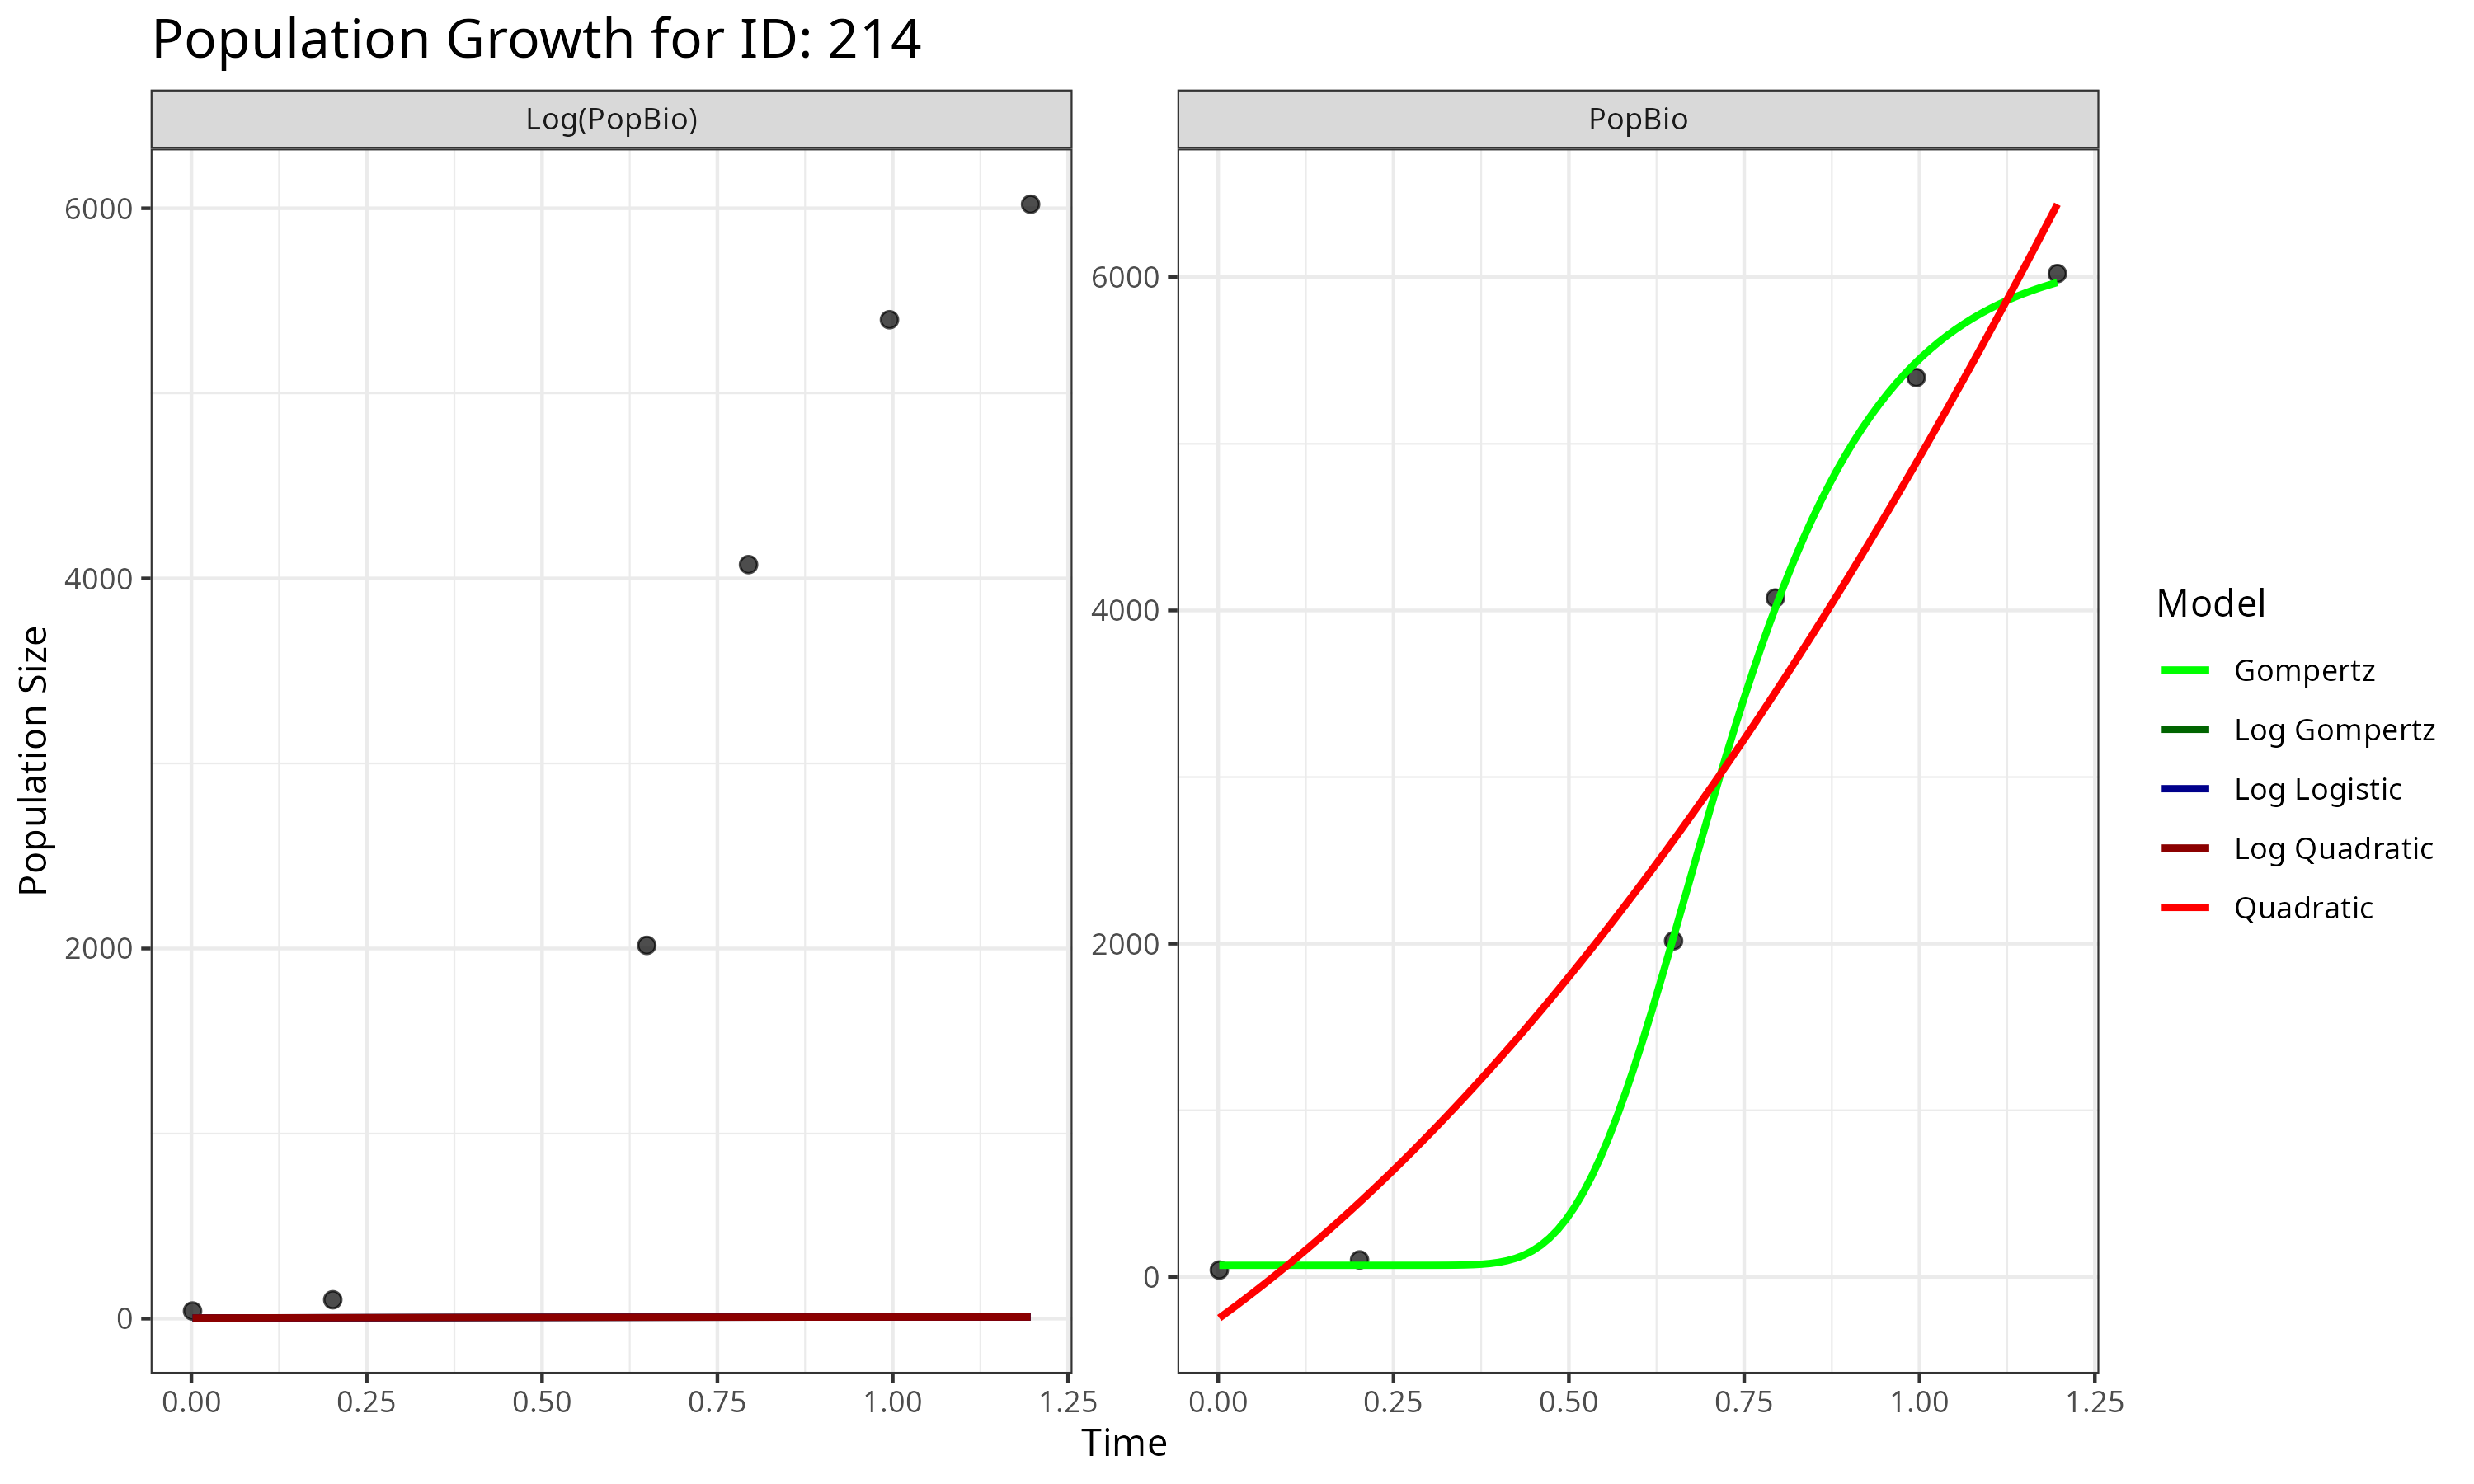 Population Growth for ID: 214
Log(PopBio)
PopBio
Population Size
6000
4000
2000
0
6000
4000
2000
0
0.00 0.25 0.50 0.75 1.00 1.25
0.00 0.25 0.50 0.75 1.00 1.25
Time
Model
Gompertz
Log Gompertz
Log Logistic
Log Quadratic
Quadratic